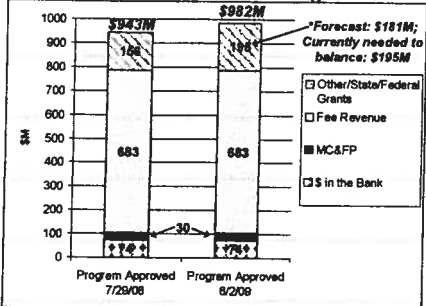 $943M
$982M
*Forecast: $181M;
Currently needed to
balance: $195M
$M
1000
900
800
700
600
500
400
300
200
100
0
156
195*
683
683
30
74
74
Other/State/Federal
Grants
Fee Revenue
MC&FP
$ in the Bank
Program Approved
7/29/08
Program Approved
6/2/09